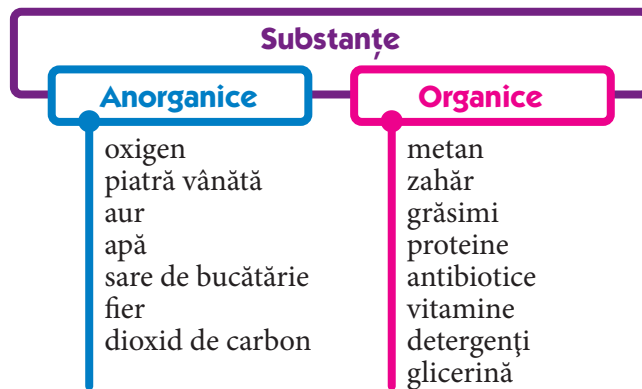 Substanțe
Anorganice
oxigen
piatră vânătă
aur
apă
sare de bucătărie
fier
dioxid de carbon
Organice
metan
zahăr
grăsimi
proteine
antibiotice
vitamine
detergenţi
glicerină